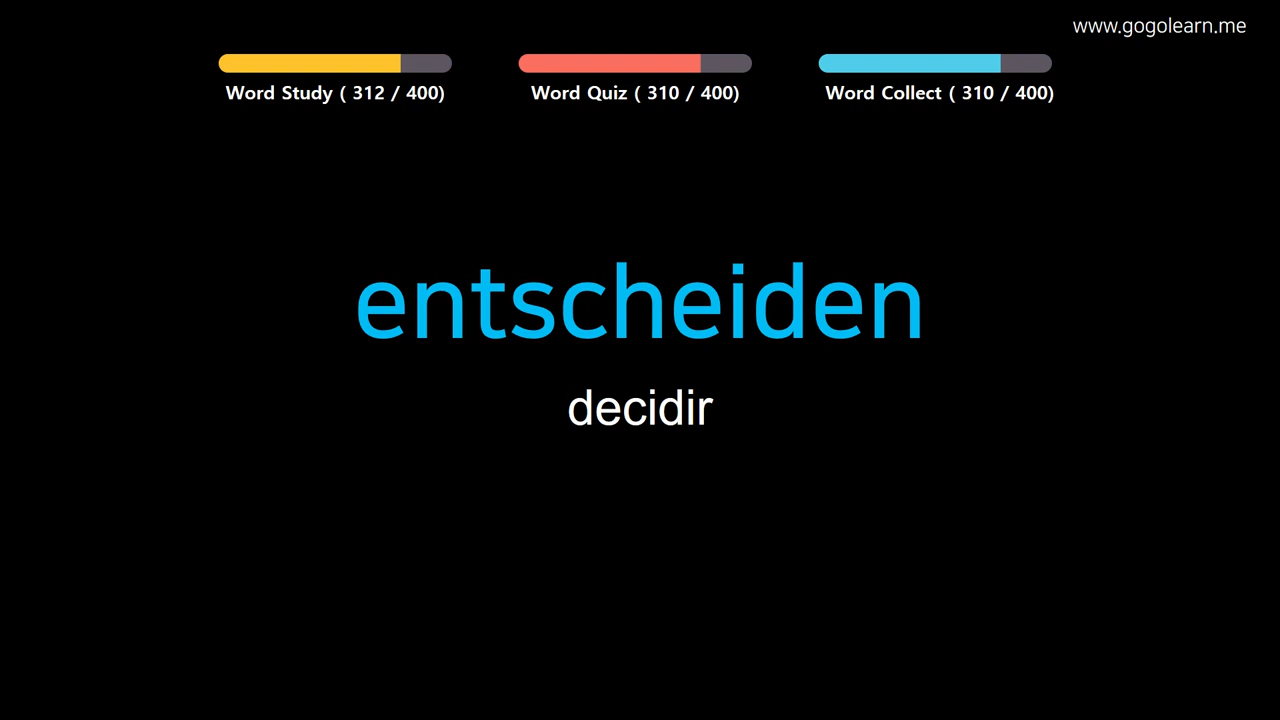 www.gogolearn.me
Word Study ( 312 / 400)
Word Quiz ( 310 / 400)
Word Collect ( 310 / 400)
entscheiden
decidir